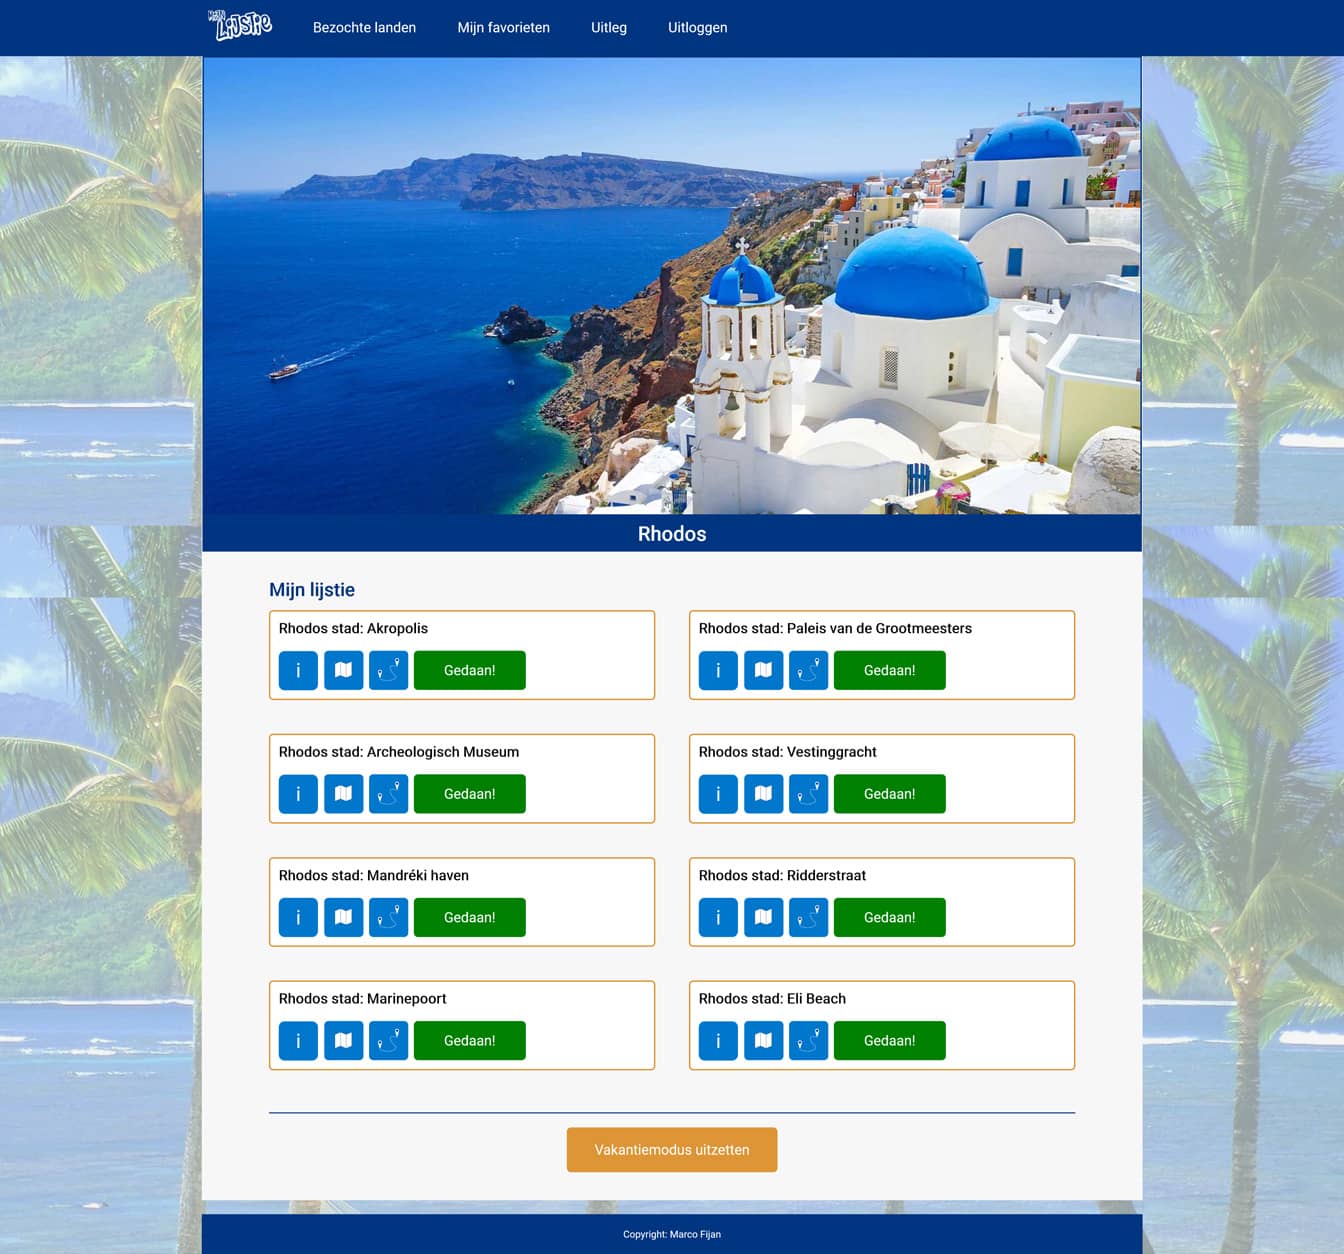 MIJN
LIJSTIE
Bezochte landen
Mijn favorieten
Uitleg
Uitloggen
Rhodos
Mijn lijstie
Rhodos stad: Akropolis
i
Gedaan!
Rhodos stad: Paleis van de Grootmeesters
i
Gedaan!
Rhodos stad: Archeologisch Museum
i
Gedaan!
Rhodos stad: Vestinggracht
i
Gedaan!
Rhodos stad: Mandréki haven
i
Gedaan!
Rhodos stad: Ridderstraat
i
Gedaan!
Rhodos stad: Marinepoort
i
Gedaan!
Rhodos stad: Eli Beach
i
Gedaan!
Vakantiemodus uitzetten
Copyright: Marco Fijan